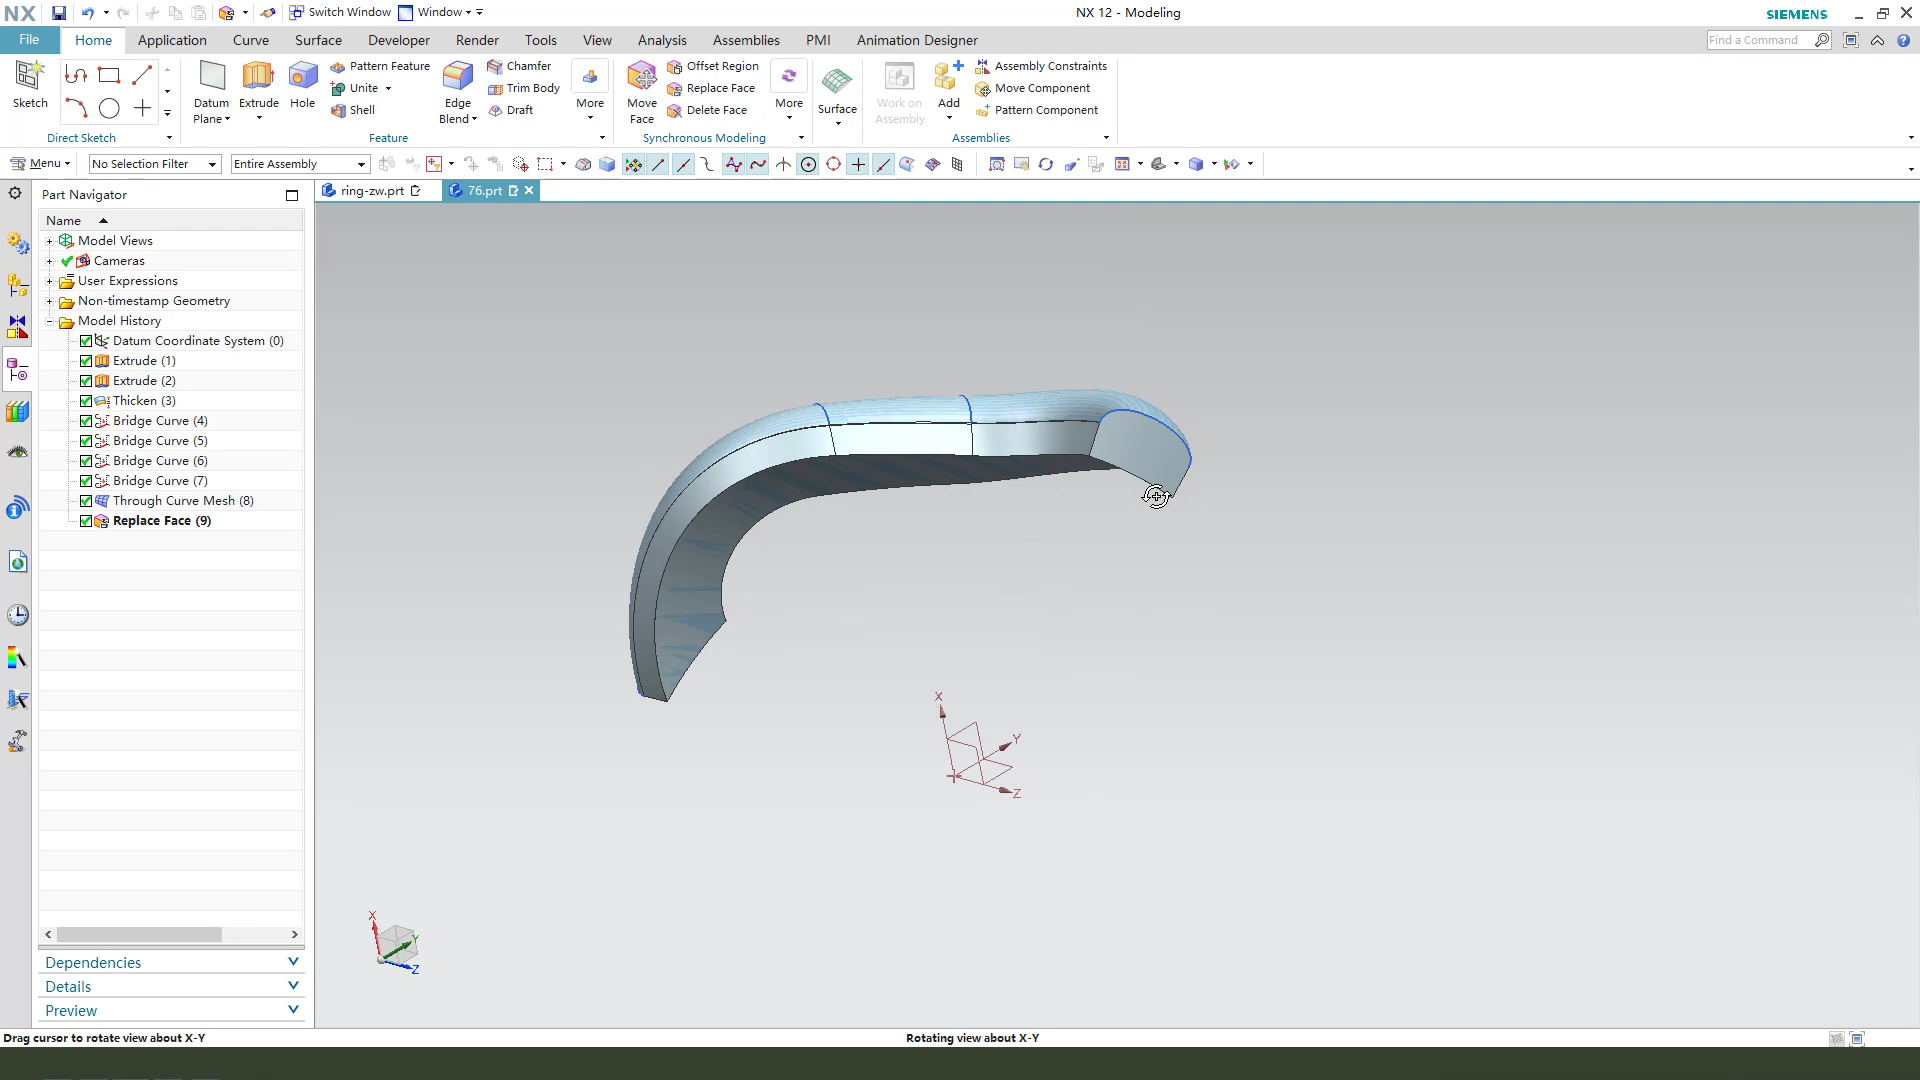 NX
Switch Window
Window
NX 12 - Modeling
SIEMENS
File
Home
Application
Curve
Surface
Developer
Render
Tools
View
Analysis
Assemblies
PMI
Animation Designer
Find a Command
Sketch
Datum
Plane
Extrude
Hole
Pattern Feature
Unite
Shell
Edge
Blend
Chamfer
Trim Body
Draft
More
Move
Face
Offset Region
Replace Face
Delete Face
More
Surface
Work on
Assembly
Add
Assembly Constraints
Move Component
Pattern Component
Direct Sketch
Feature
Synchronous Modeling
Assemblies
Menu
No Selection Filter
Entire Assembly
Part Navigator
ring-zw.prt
76.prt
Name
Model Views
Cameras
User Expressions
Non-timestamp Geometry
Model History
Datum Coordinate System (0)
Extrude (1)
Extrude (2)
Thicken (3)
Bridge Curve (4)
Bridge Curve (5)
Bridge Curve (6)
Bridge Curve (7)
Through Curve Mesh (8)
Replace Face (9)
X
Y
Z
X
Y
Z
Dependencies
Details
Preview
Drag cursor to rotate view about X-Y
Rotating view about X-Y